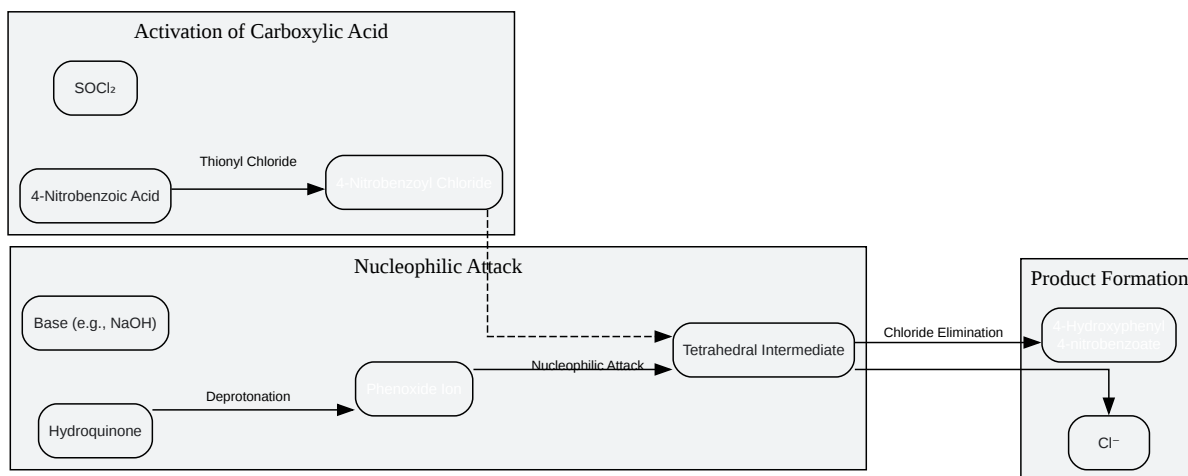 Activation of Carboxylic Acid
SOCl₂
Thionyl Chloride
4-Nitrobenzoic Acid
4-Nitrobenzoyl Chloride
Nucleophilic Attack
Base (e.g., NaOH)
Hydroquinone
Deprotonation
Phenoxide Ion
Nucleophilic Attack
Tetrahedral Intermediate
Chloride Elimination
Product Formation
4-Hydroxyphenyl
4-nitrobenzoate
Cl⁻